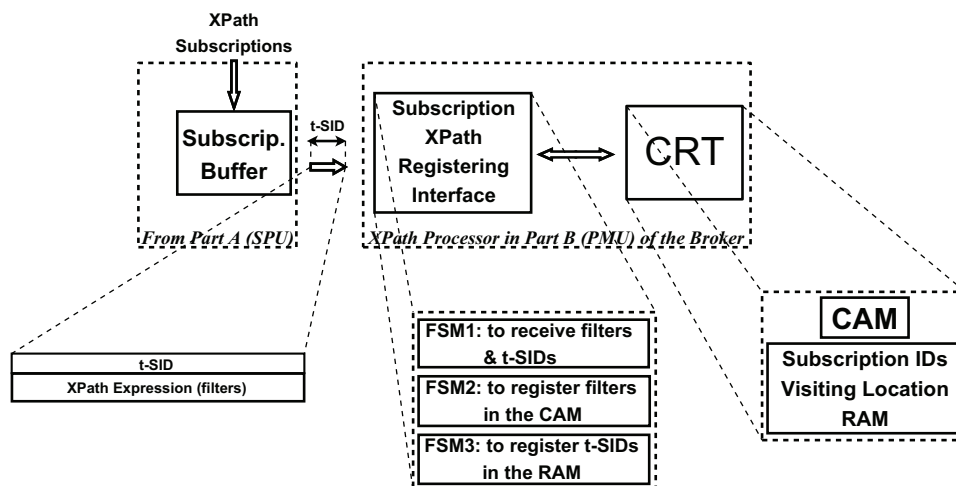 XPath
Subscriptions
Subscrip.
Buffer
t-SID
From Part A (SPU)
Subscription
XPath
Registering
Interface
CRT
XPath Processor in Part B (PMU) of the Broker
t-SID
XPath Expression (filters)
FSM1: to receive filters
& t-SIDs
FSM2: to register filters
in the CAM
FSM3: to register t-SIDs
in the RAM
CAM
Subscription IDs
Visiting Location
RAM